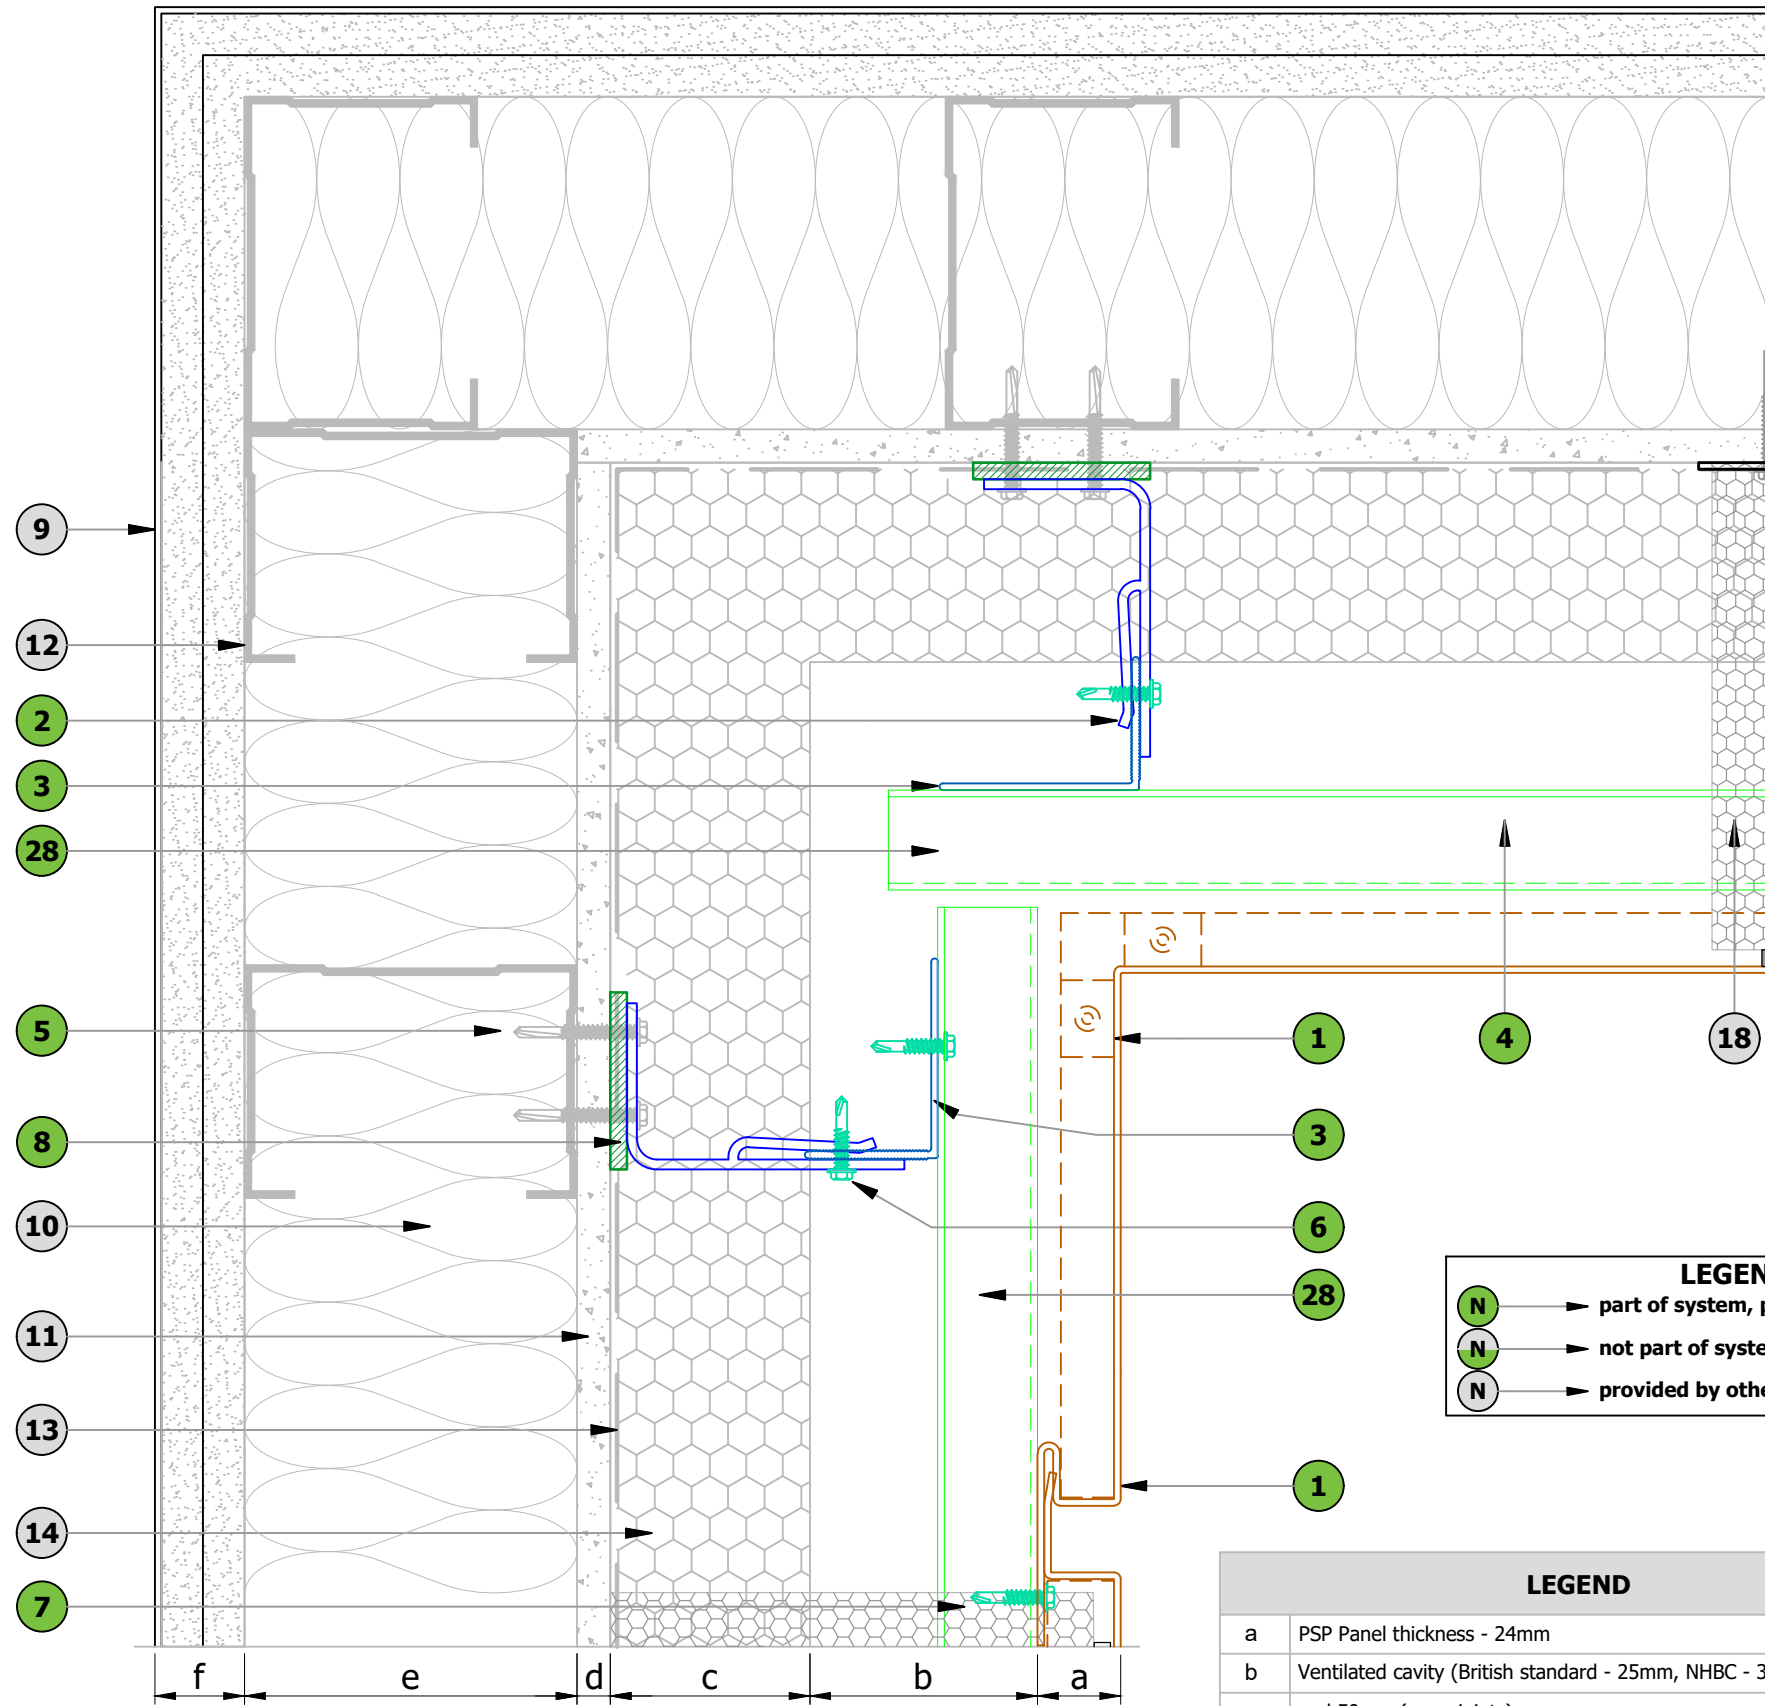 9
12
2
3
28
5
8
10
11
13
14
7
1
4
18
3
6
28
1
N part of system, p
N not part of syste
N provided by othe
f e d c b a
LEGEND
a PSP Panel thickness - 24mm
b Ventilated cavity (British standard - 25mm, NHBC - 3